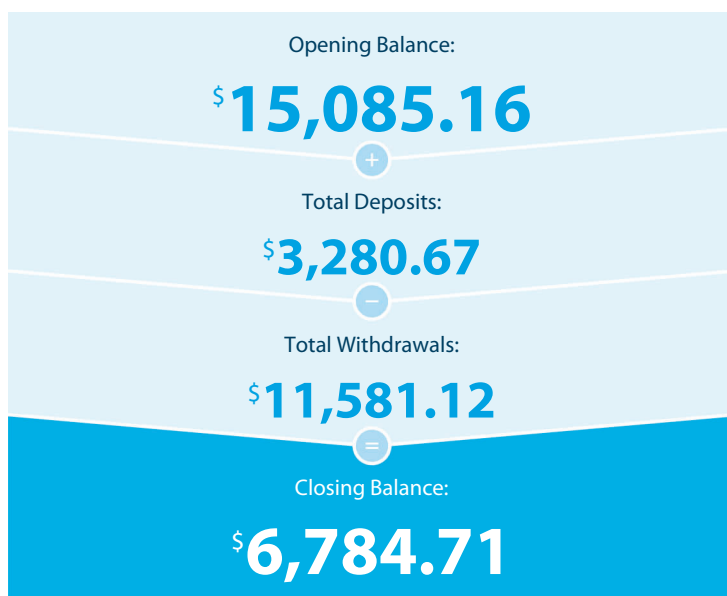 Opening Balance:
$15,085.16
+
Total Deposits:
$3,280.67
−
Total Withdrawals:
$11,581.12
=
Closing Balance:
$6,784.71